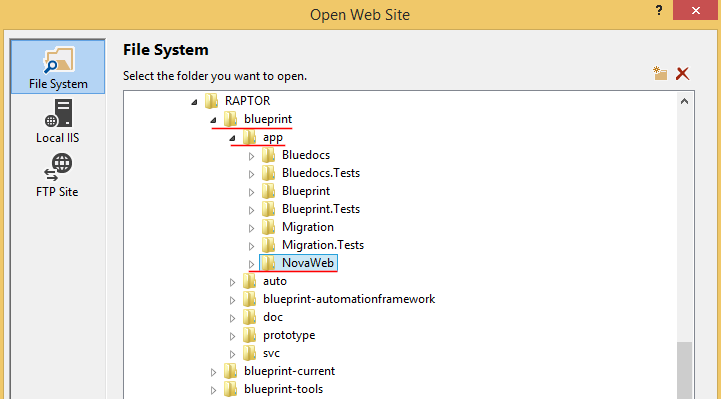 Open Web Site
? ×
File System
Local IIS
FTP Site
File System
Select the folder you want to open.
RAPTOR
blueprint
app
Bluedocs
Bluedocs.Tests
Blueprint
Blueprint.Tests
Migration
Migration.Tests
NovaWeb
auto
blueprint-automationframework
doc
prototype
svc
blueprint-current
blueprint-tools